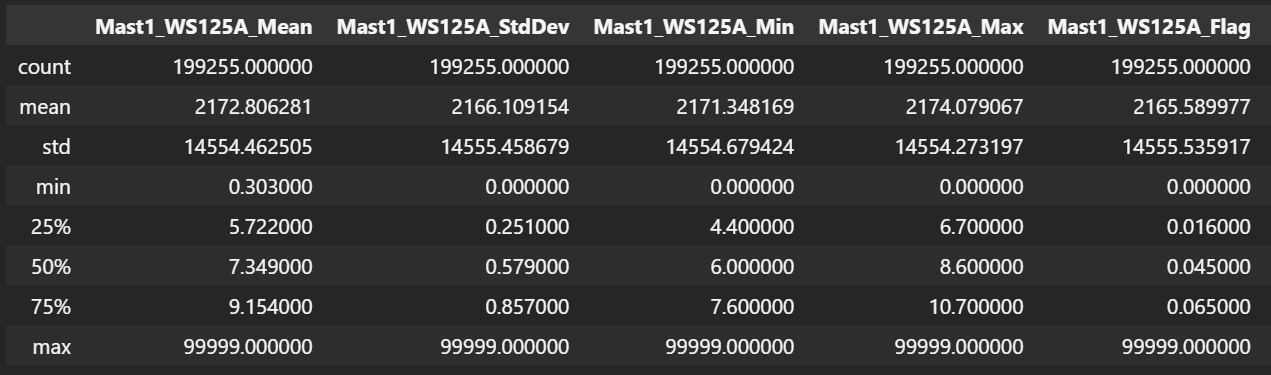 Mast1_WS125A_Mean Mast1_WS125A_StdDev Mast1_WS125A_Min Mast1_WS125A_Max Mast1_WS125A_Flag
count 199255.000000 199255.000000 199255.000000 199255.000000 199255.000000
mean 2172.806281 2166.109154 2171.348169 2174.079067 2165.589977
std 14554.462505 14555.458679 14554.679424 14554.273197 14555.535917
min 0.303000 0.000000 0.000000 0.000000 0.000000
25% 5.722000 0.251000 4.400000 6.700000 0.016000
50% 7.349000 0.579000 6.000000 8.600000 0.045000
75% 9.154000 0.857000 7.600000 10.700000 0.065000
max 99999.000000 99999.000000 99999.000000 99999.000000 99999.000000